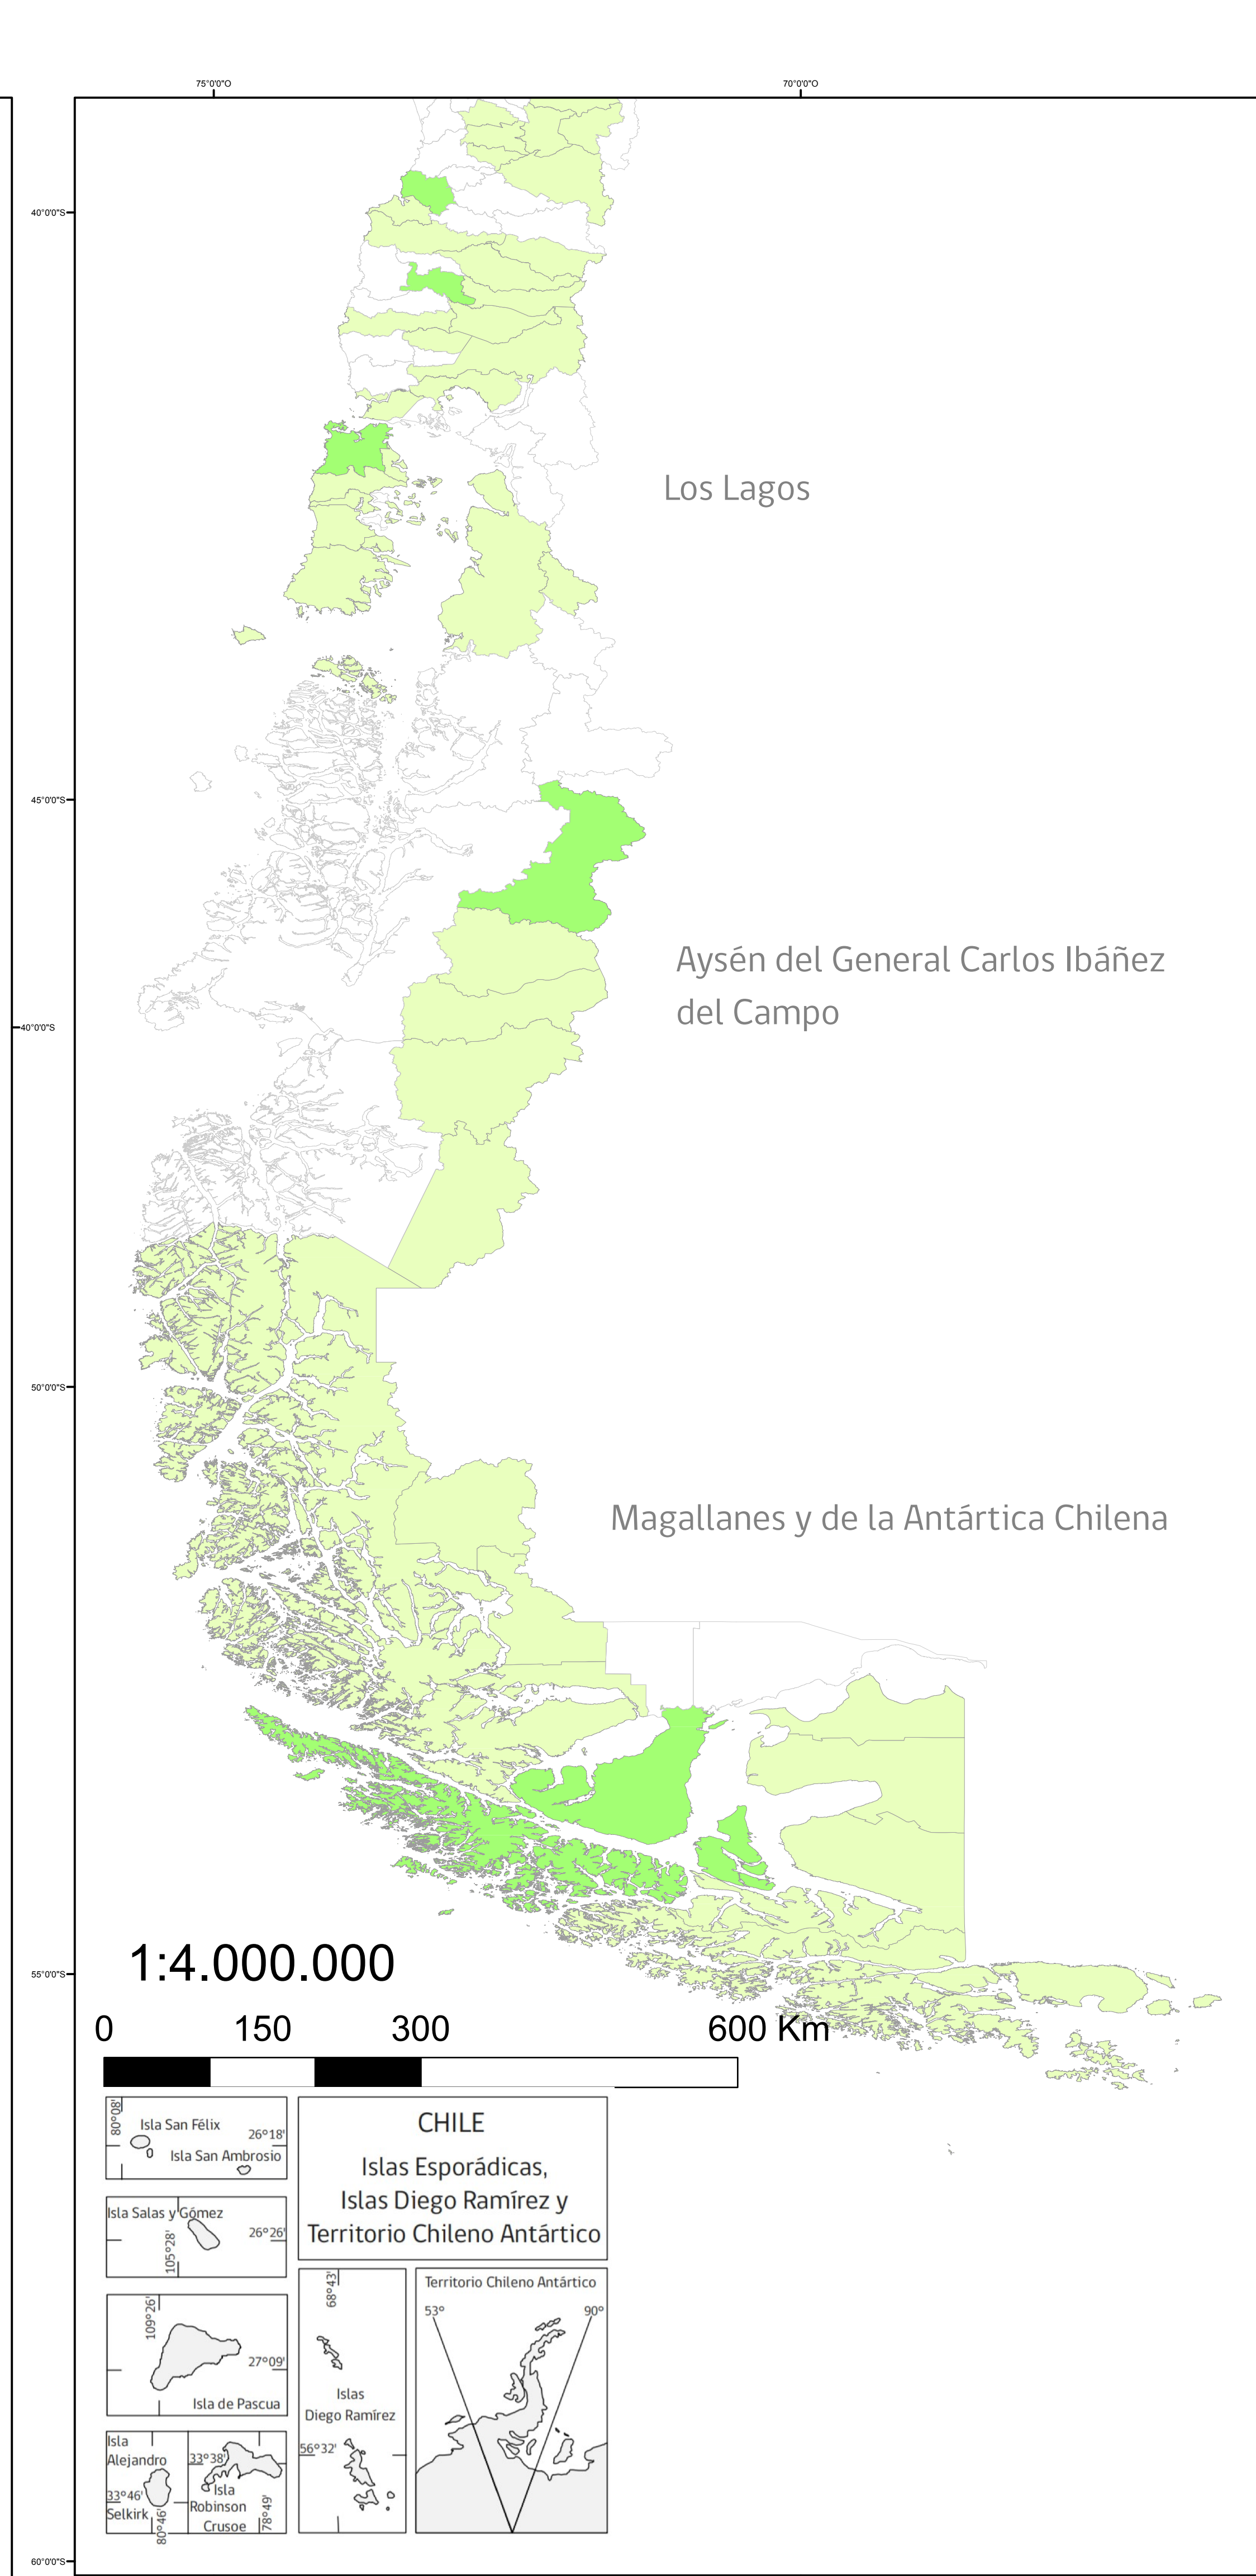 75°0'0"O
70°0'0"O
40°0'0"S
Los Lagos
45°0'0"S
Aysén del General Carlos Ibáñez
del Campo
40°0'0"S
50°0'0"S
Magallanes y de la Antártica Chilena
1:4.000.000
55°0'0"S
0 150 300 600 Km
80°08'
Isla San Félix
26°18'
Isla San Ambrosio
Isla Salas y Gómez
26°26'
105°28'
109°26'
27°09'
Isla de Pascua
Isla
Alejandro
33°46'
Selkirk
80°46'
33°38'
Isla
Robinson
Crusoe
78°49'
CHILE
Islas Esporádicas,
Islas Diego Ramírez y
Territorio Chileno Antártico
68°43'
Islas
Diego Ramírez
56°32'
Territorio Chileno Antártico
53°
90°
60°0'0"S